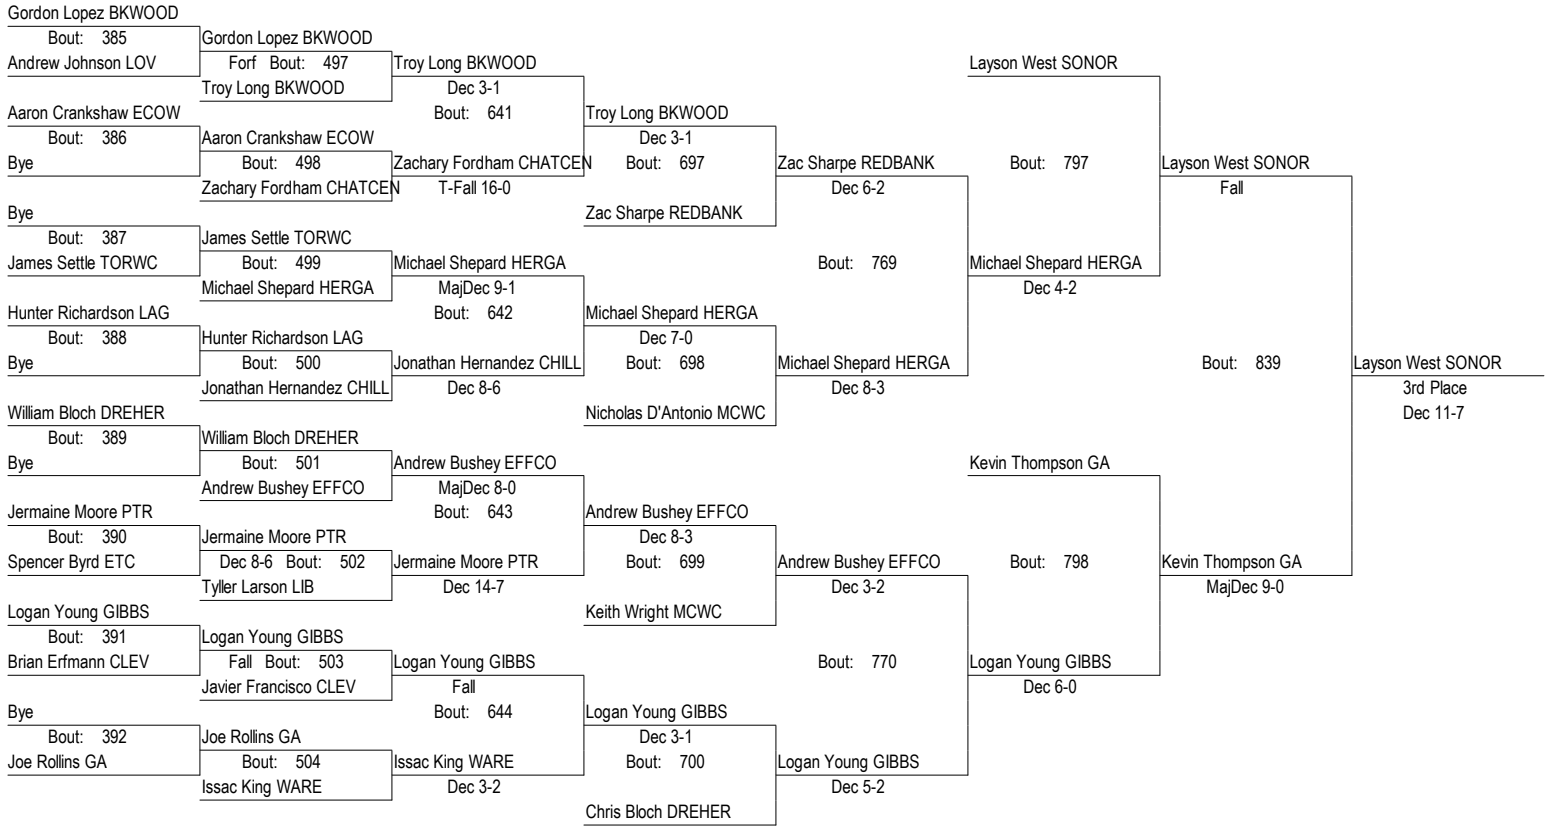 Gordon Lopez BKWOOD
Bout: 385
Andrew Johnson LOV
Aaron Crankshaw ECOW
Bout: 386
Bye
Bye
Bout: 387
James Settle TORWC
Hunter Richardson LAG
Bout: 388
Bye
William Bloch DREHER
Bout: 389
Bye
Jermaine Moore PTR
Bout: 390
Spencer Byrd ETC
Logan Young GIBBS
Bout: 391
Brian Erfmann CLEV
Bye
Bout: 392
Joe Rollins GA
Gordon Lopez BKWOOD
Forf Bout: 497
Troy Long BKWOOD
Aaron Crankshaw ECOW
Bout: 498
Zachary Fordham CHATCEN
James Settle TORWC
Bout: 499
Michael Shepard HERGA
Hunter Richardson LAG
Bout: 500
Jonathan Hernandez CHILL
William Bloch DREHER
Bout: 501
Andrew Bushey EFFCO
Jermaine Moore PTR
Dec 8-6 Bout: 502
Tyller Larson LIB
Logan Young GIBBS
Fall Bout: 503
Javier Francisco CLEV
Joe Rollins GA
Bout: 504
Issac King WARE
Troy Long BKWOOD
Dec 3-1
Bout: 641
Zachary Fordham CHATCEN
T-Fall 16-0
Michael Shepard HERGA
MajDec 9-1
Bout: 642
Jonathan Hernandez CHILL
Dec 8-6
Andrew Bushey EFFCO
MajDec 8-0
Bout: 643
Jermaine Moore PTR
Dec 14-7
Logan Young GIBBS
Fall
Bout: 644
Issac King WARE
Dec 3-2
Troy Long BKWOOD
Dec 3-1
Bout: 697
Zac Sharpe REDBANK
Michael Shepard HERGA
Dec 7-0
Bout: 698
Nicholas D'Antonio MCWC
Andrew Bushey EFFCO
Dec 8-3
Bout: 699
Keith Wright MCWC
Logan Young GIBBS
Dec 3-1
Bout: 700
Chris Bloch DREHER
Zac Sharpe REDBANK
Dec 6-2
Bout: 769
Michael Shepard HERGA
Dec 8-3
Andrew Bushey EFFCO
Dec 3-2
Bout: 770
Logan Young GIBBS
Dec 5-2
Layson West SONOR
Bout: 797
Michael Shepard HERGA
Dec 4-2
Kevin Thompson GA
Bout: 798
Logan Young GIBBS
Dec 6-0
Layson West SONOR
Fall
Bout: 839
Kevin Thompson GA
MajDec 9-0
Layson West SONOR
3rd Place
Dec 11-7